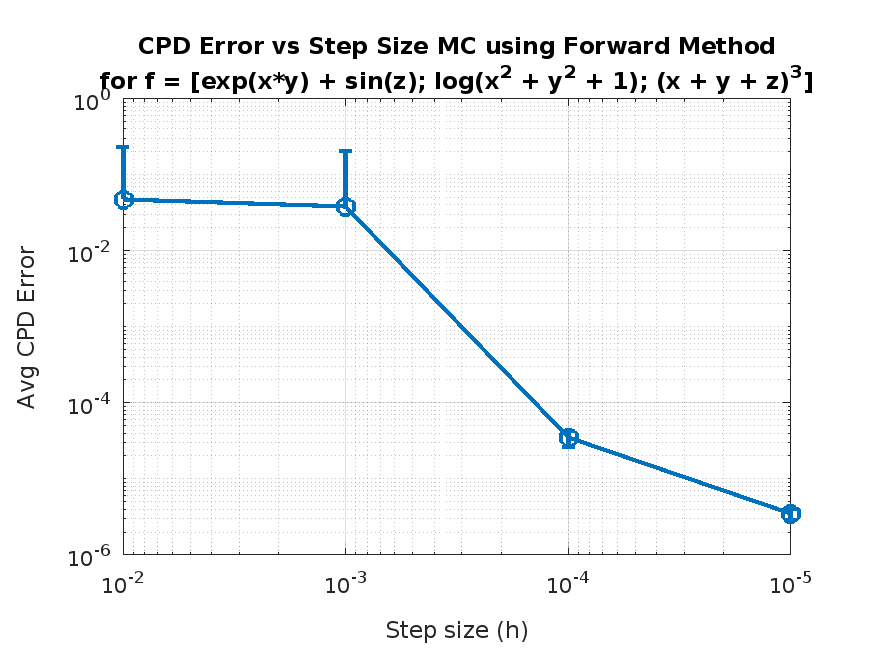 CPD Error vs Step Size MC using Forward Method
for f = [exp(x*y) + sin(z); log(x² + y² + 1); (x + y + z)³]
10⁰
10⁻²
10⁻⁴
10⁻⁶
Avg CPD Error
10⁻² 10⁻³ 10⁻⁴ 10⁻⁵
Step size (h)